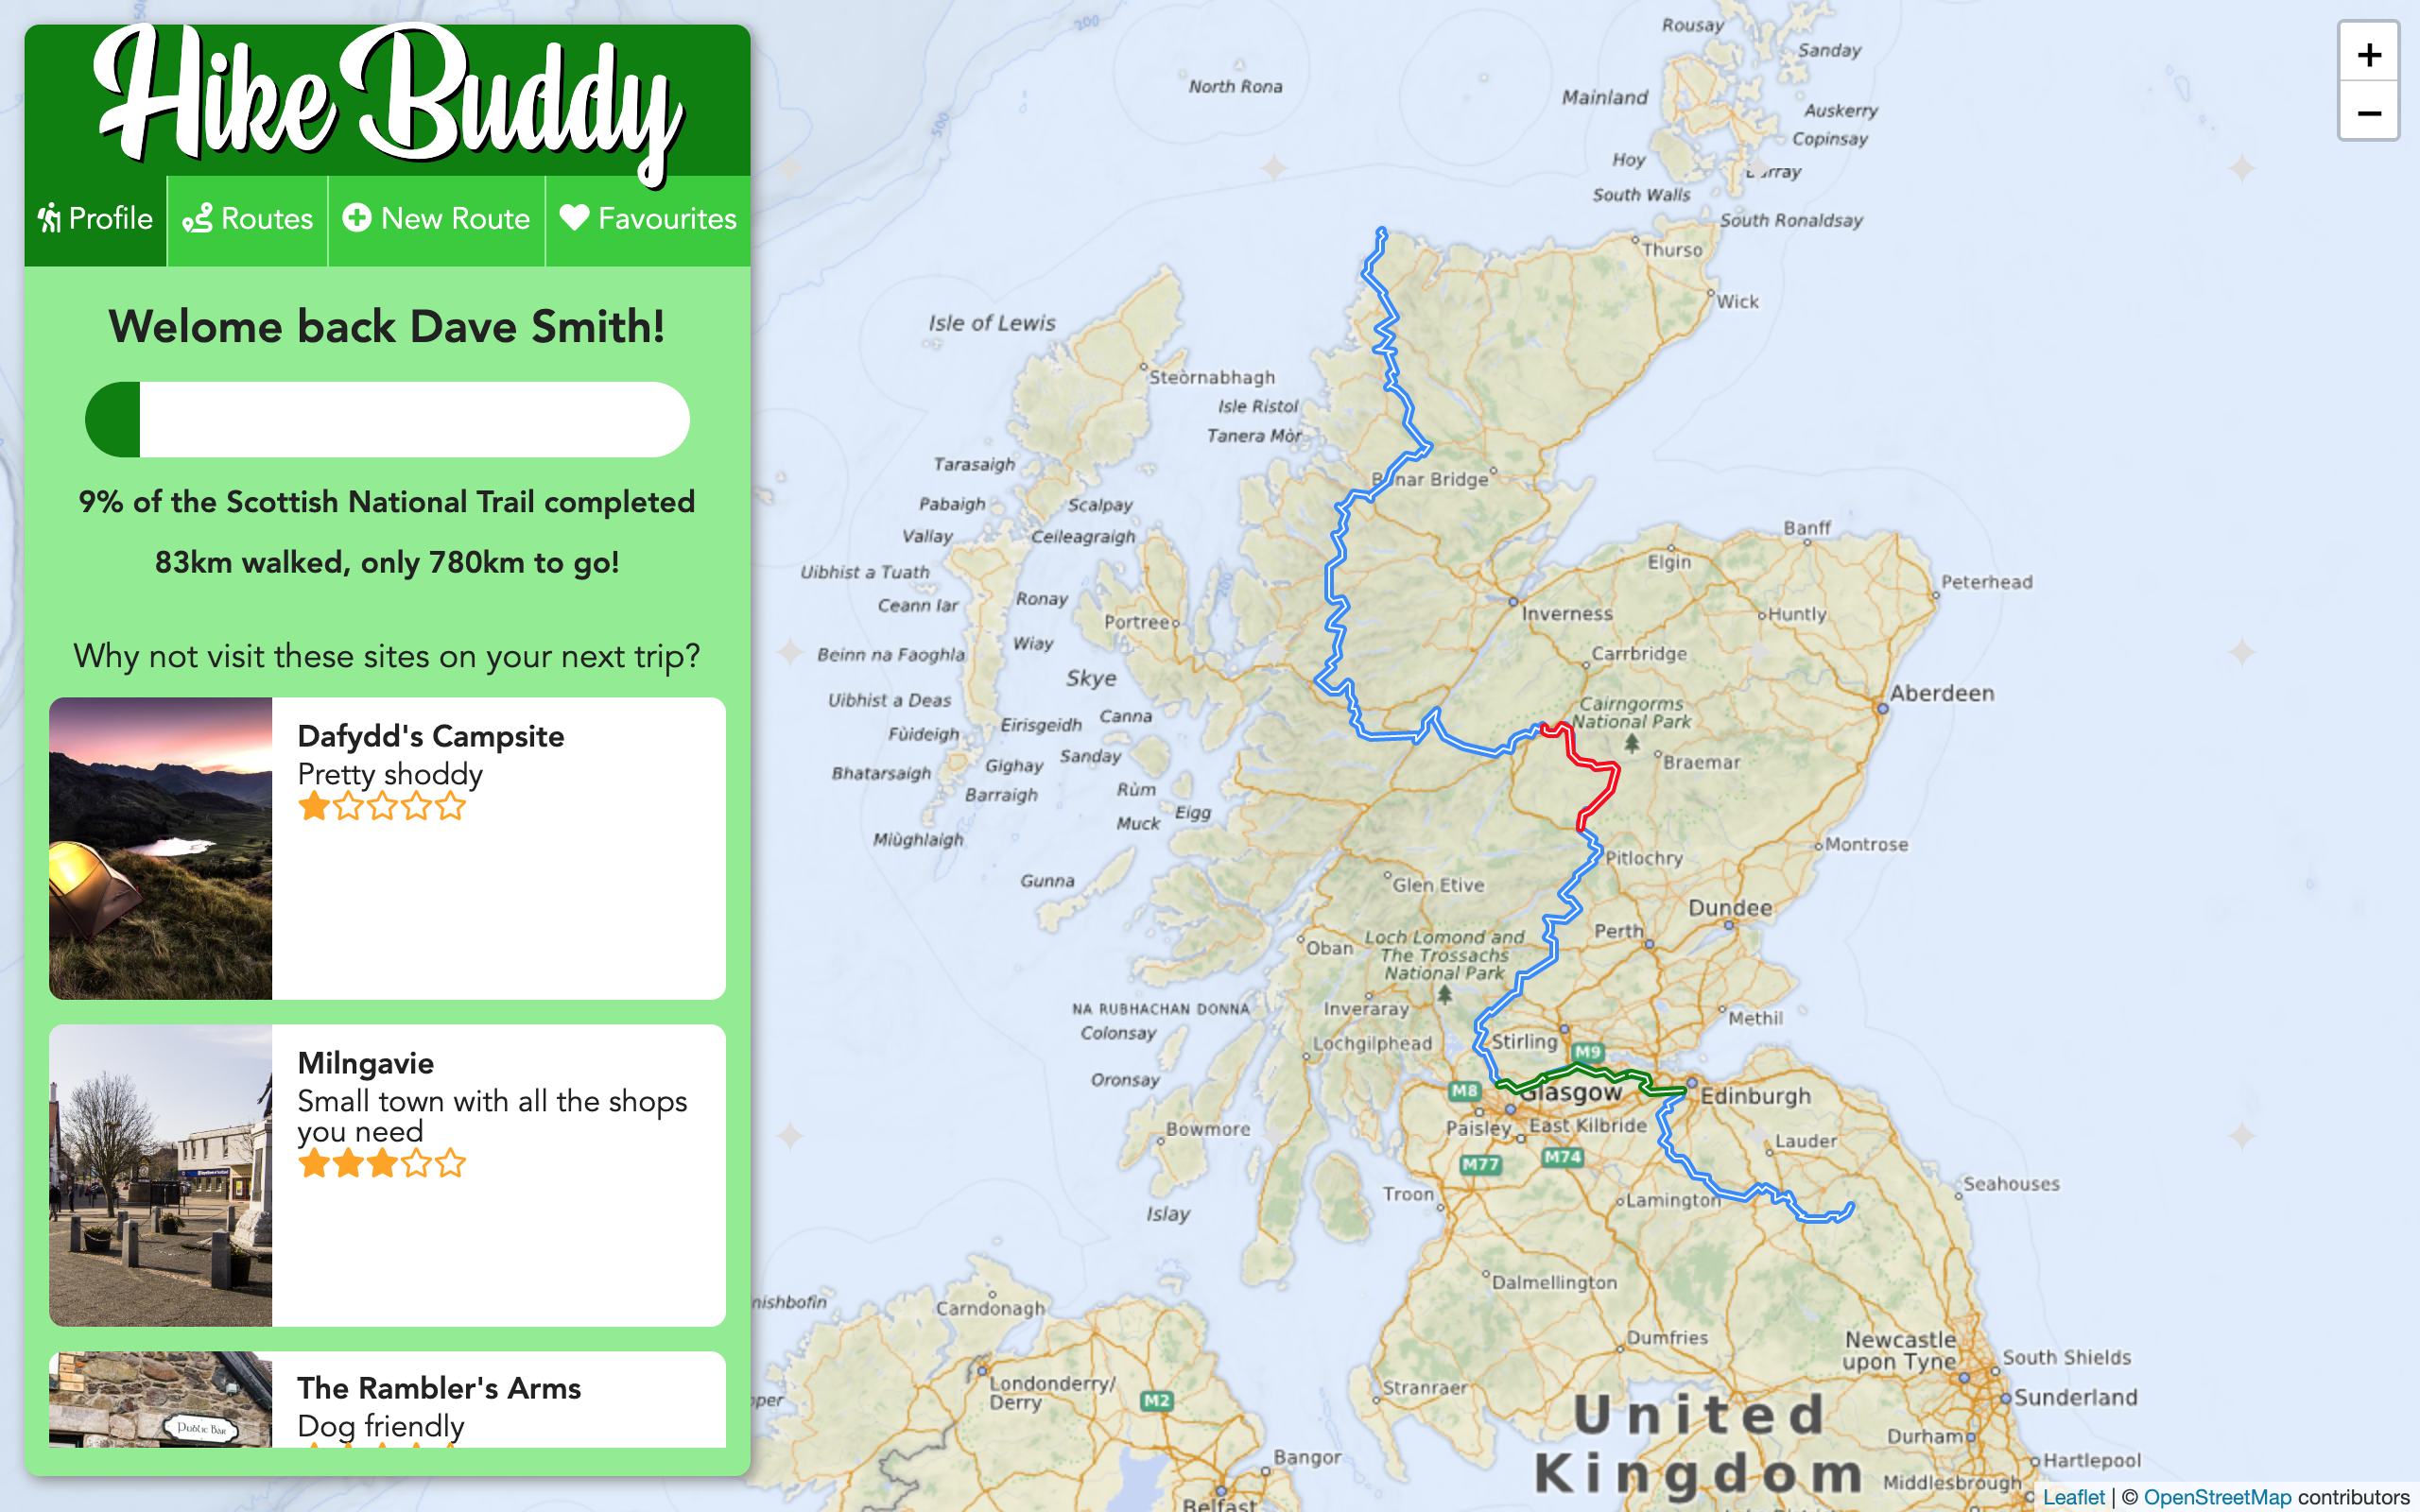 Hike Buddy
Profile
Routes
New Route
Favourites
Welome back Dave Smith!
9% of the Scottish National Trail completed
83km walked, only 780km to go!
Why not visit these sites on your next trip?
Dafydd's Campsite
Pretty shoddy
Milngavie
Small town with all the shops
you need
The Rambler's Arms
Dog friendly
Public Bar
+
−
200
500
Rousay
Sanday
North Rona
Mainland
Auskerry
Copinsay
Hoy
South Walls
South Ronaldsay
Thurso
Wick
Isle of Lewis
Steòrnabhagh
Isle Ristol
Tanera Mòr
Tarasaigh
Pabaigh
Scalpay
Vallay
Ceileagraigh
Banff
Elgin
Uibhist a Tuath
Peterhead
Ceann Iar
Ronay
200
Inverness
Huntly
Portree
Wiay
Beinn na Faoghla
Carrbridge
Skye
Uibhist a Deas
Cairngorms
National Park
Aberdeen
Canna
Eirisgeidh
Fùideigh
Sanday
Gighay
Bhatarsaigh
Braemar
Barraigh
Rùm
Eigg
Muck
Miùghlaigh
Montrose
Pitlochry
Gunna
Glen Etive
Dundee
Perth
Loch Lomond and
The Trossachs
National Park
Oban
NA RUBHACHAN DONNA
Inveraray
Methil
Colonsay
Lochgilphead
Stirling
M9
Oronsay
M8
Glasgow
Edinburgh
Paisley
East Kilbride
Bowmore
Lauder
M77
M74
Troon
Lamington
Seahouses
Islay
Dalmellington
Carndonagh
Dumfries
Newcastle
upon Tyne
South Shields
Londonderry/
Derry
M2
Stranraer
Sunderland
United
Kingdom
Durham
Bangor
Hartlepool
Middlesbrough
Belfast
Leaflet | © OpenStreetMap contributors